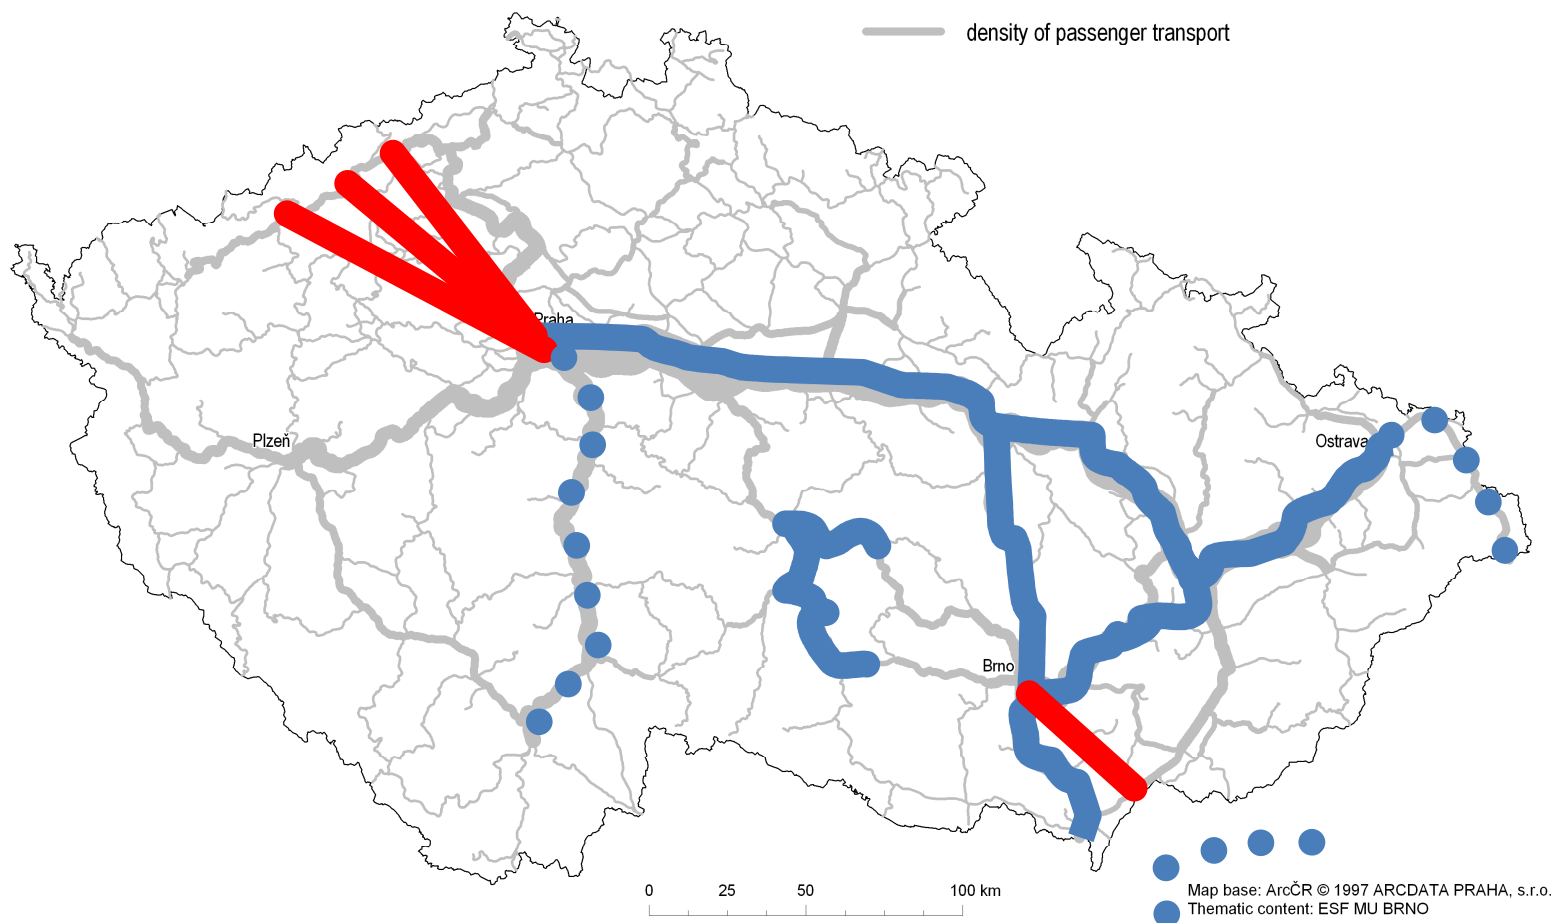 density of passenger transport
Praha
Plzeň
Ostrava
Brno
0 25 50 100 km
Map base: ArcČR © 1997 ARCDATA PRAHA, s.r.o.
Thematic content: ESF MU BRNO